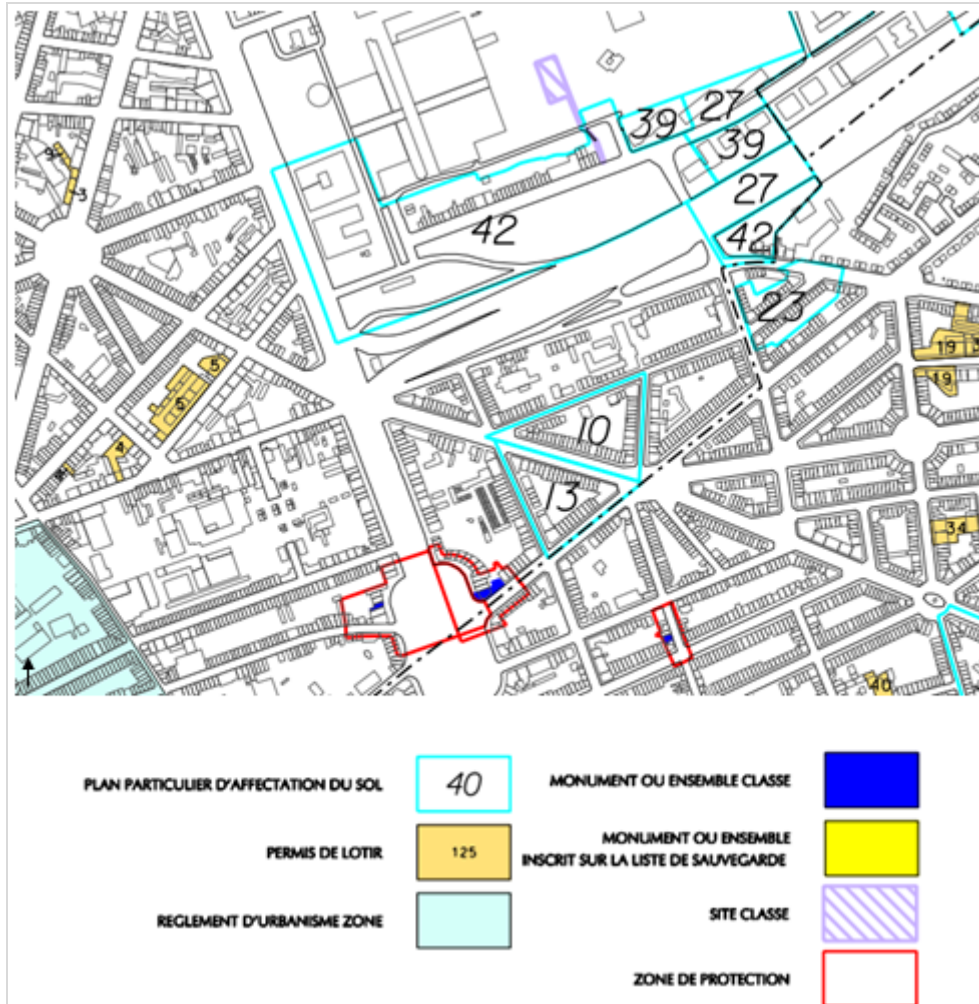 39
27
39
27
42
42
23
9
3
5
6
4
19
19
10
13
34
40
PLAN PARTICULIER D'AFFECTATION DU SOL
40
MONUMENT OU ENSEMBLE CLASSE
PERMIS DE LOTIR
125
MONUMENT OU ENSEMBLE
INSCRIT SUR LA LISTE DE SAUVEGARDE
REGLEMENT D'URBANISME ZONE
SITE CLASSE
ZONE DE PROTECTION